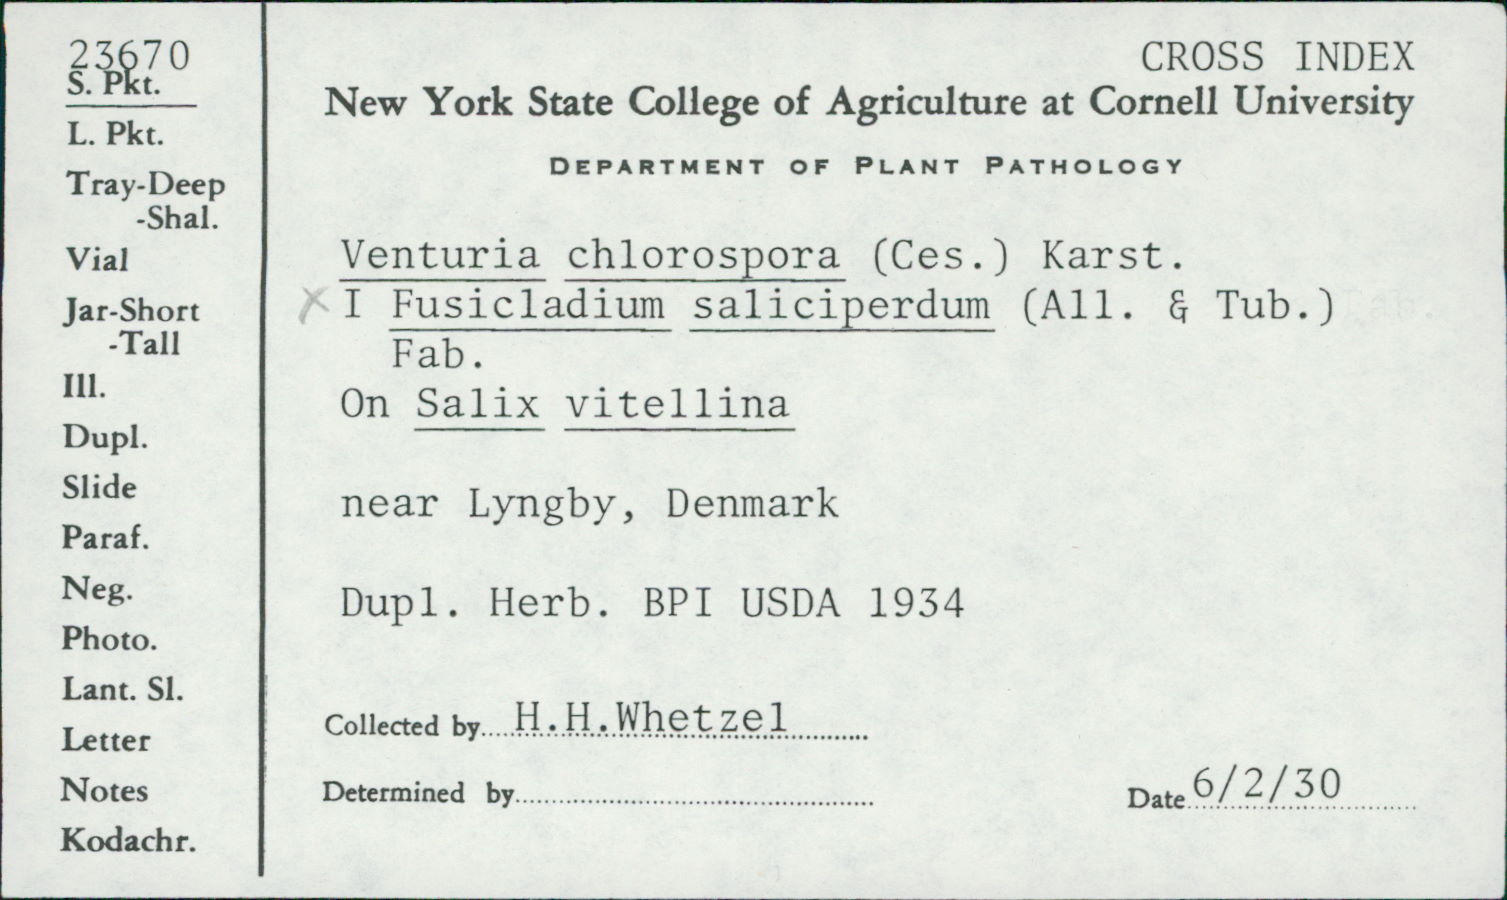 23670
S. Pkt.
L. Pkt.
Tray-Deep
-Shal.
Vial
Jar-Short
-Tall
Ill.
Dupl.
Slide
Paraf.
Neg.
Photo.
Lant. Sl.
Letter
Notes
Kodachr.
CROSS INDEX
New York State College of Agriculture at Cornell University
DEPARTMENT OF PLANT PATHOLOGY
Venturia chlorospora (Ces.) Karst.
x I Fusicladium saliciperdum (All. & Tub.)
Fab.
On Salix vitellina
near Lyngby, Denmark
Dupl. Herb. BPI USDA 1934
Collected by H.H.Whetzel
Determined by
Date 6/2/30